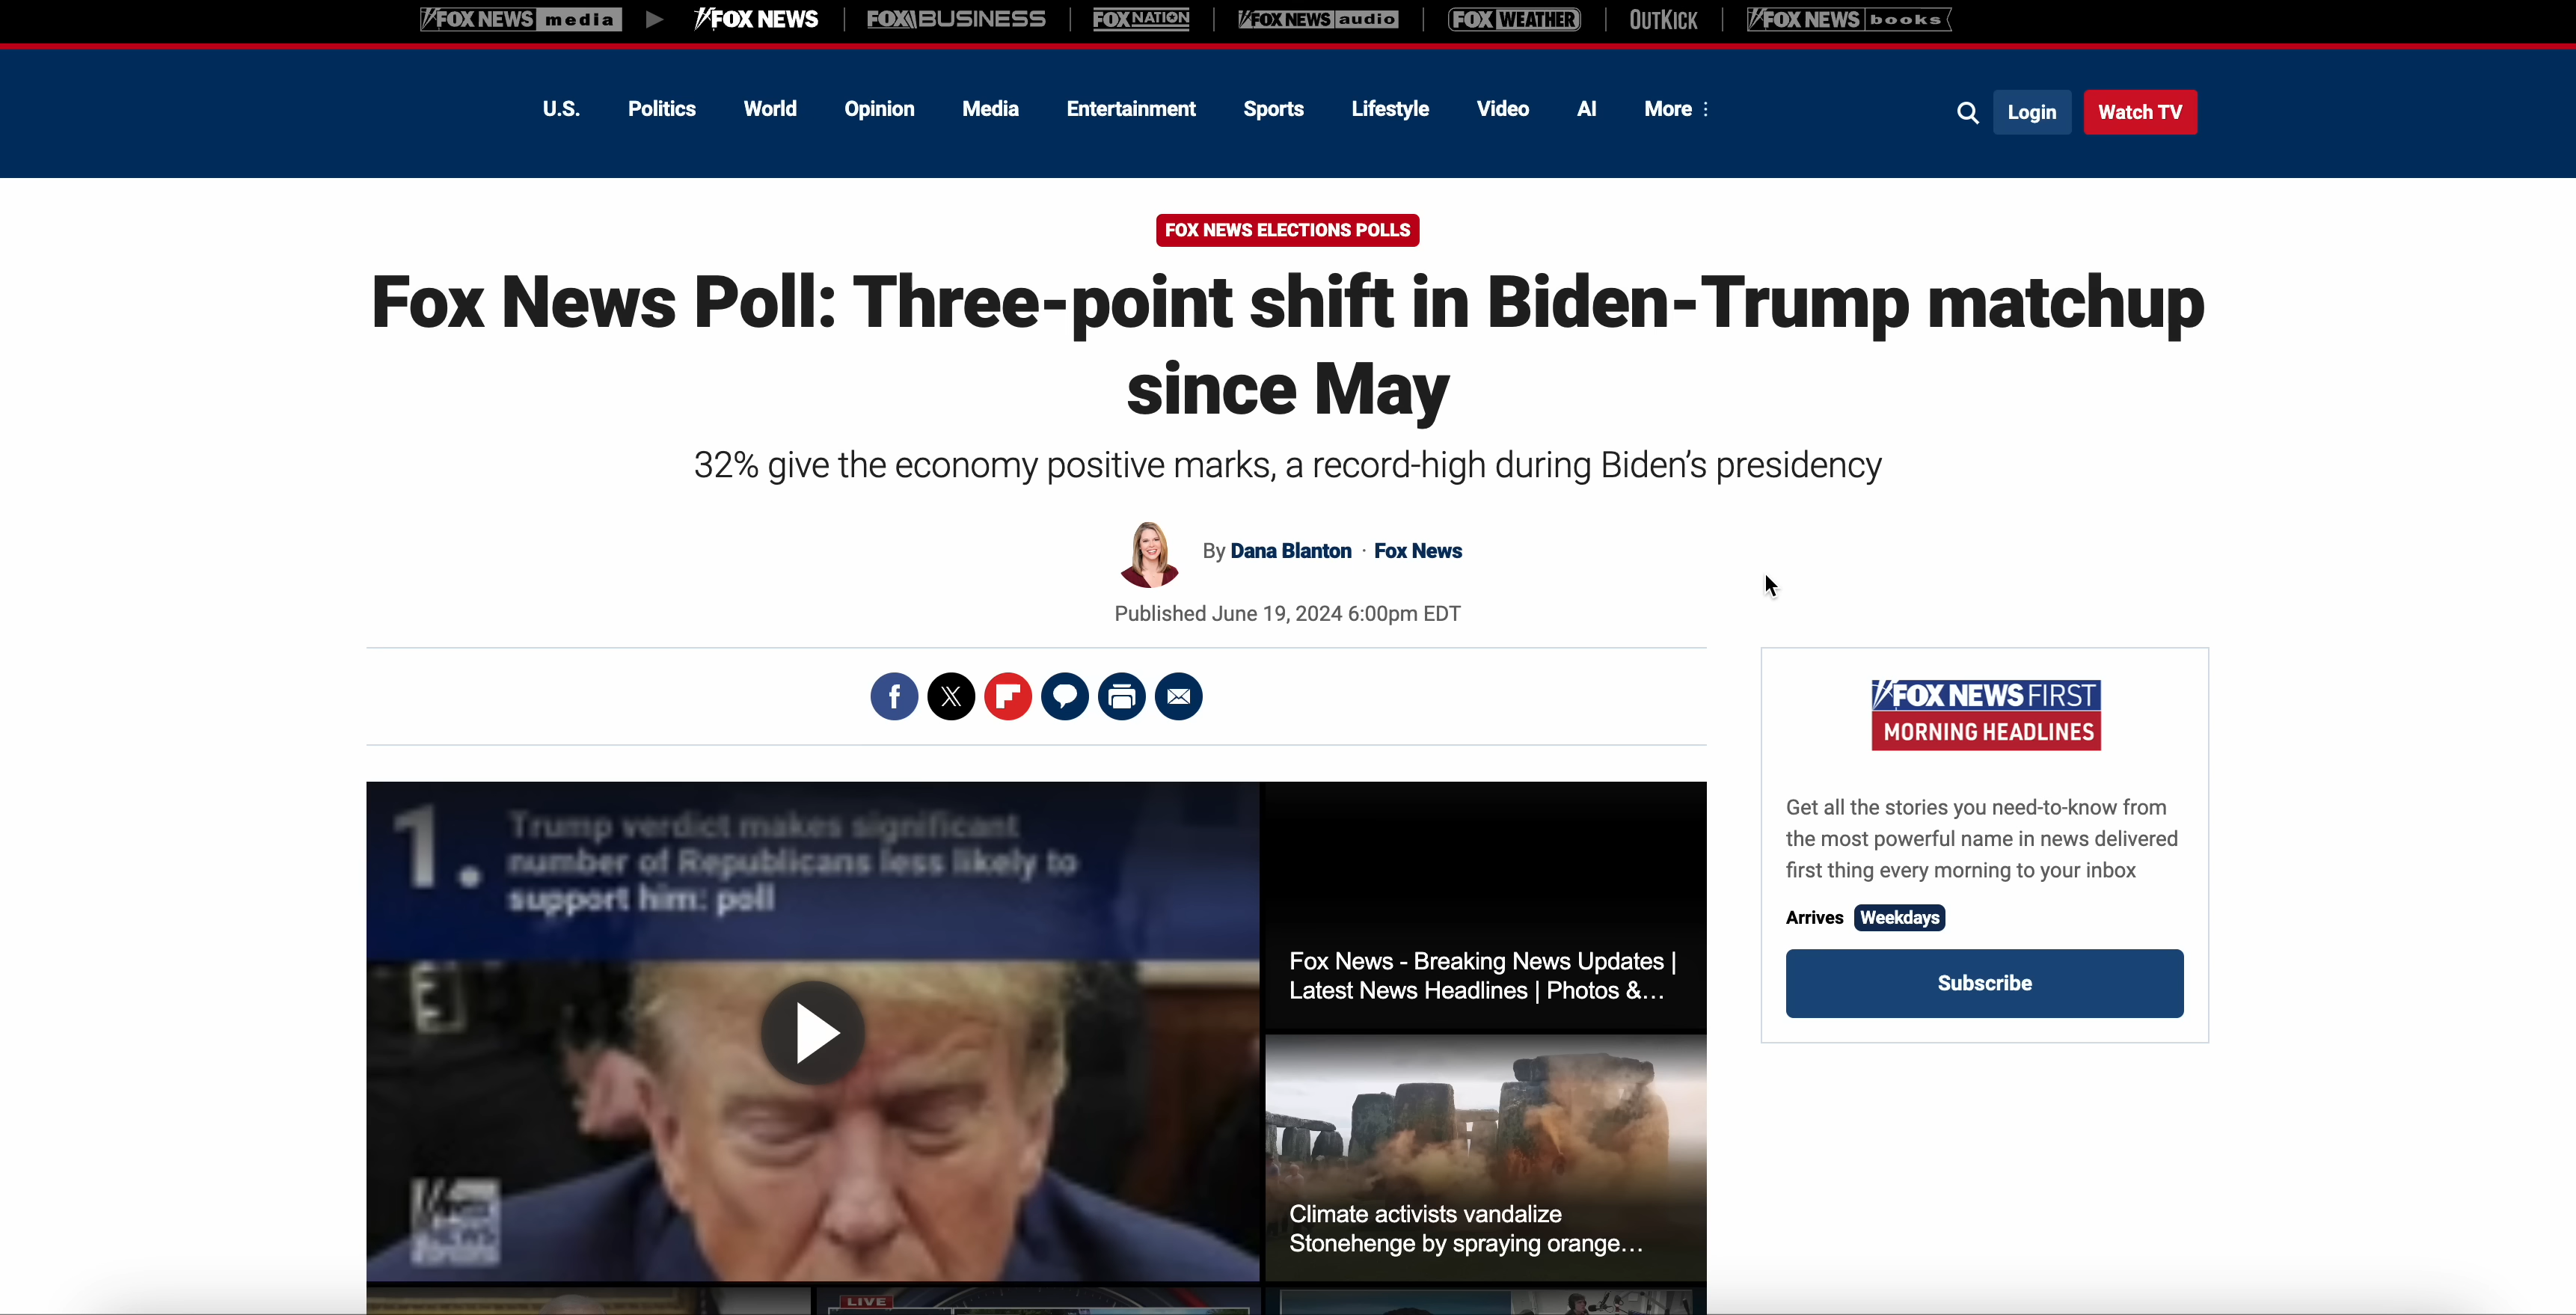 FOX NEWS media
FOX NEWS
FOX BUSINESS
FOX NATION
FOX NEWS audio
FOX WEATHER
OUTKICK
FOX NEWS books
U.S.
Politics
World
Opinion
Media
Entertainment
Sports
Lifestyle
Video
AI
More
Login
Watch TV
FOX NEWS ELECTIONS POLLS
Fox News Poll: Three-point shift in Biden-Trump matchup
since May
32% give the economy positive marks, a record-high during Biden's presidency
By Dana Blanton · Fox News
Published June 19, 2024 6:00pm EDT
1. Trump verdict makes significant
number of Republicans less likely to
support him: poll
FOX NEWS
Fox News - Breaking News Updates |
Latest News Headlines | Photos &...
Climate activists vandalize
Stonehenge by spraying orange...
LIVE
FOX NEWS FIRST
MORNING HEADLINES
Get all the stories you need-to-know from
the most powerful name in news delivered
first thing every morning to your inbox
Arrives Weekdays
Subscribe